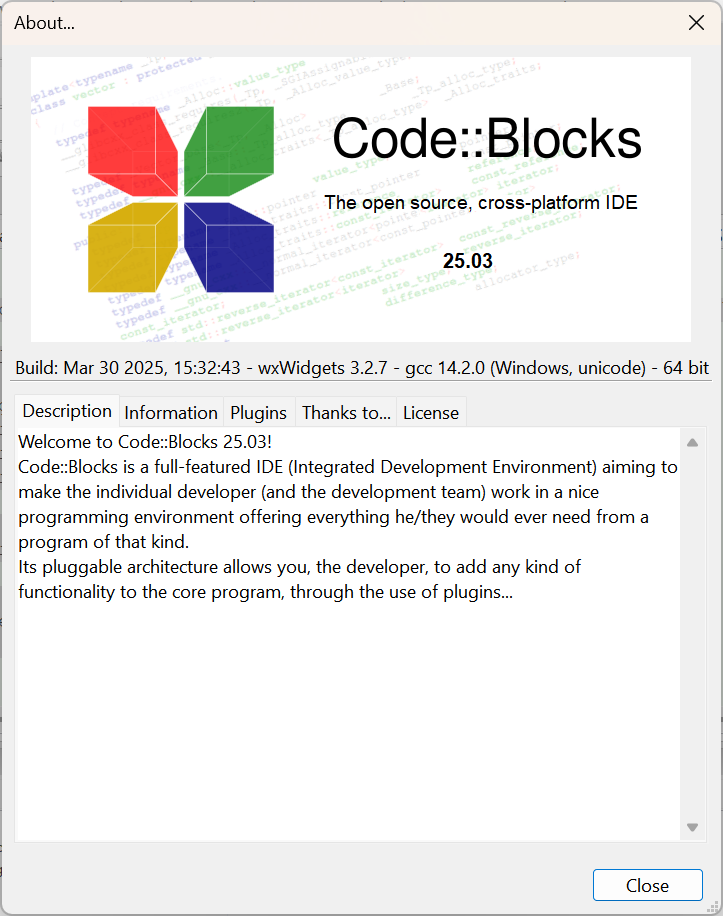 About...
Code::Blocks
The open source, cross-platform IDE
25.03
Build: Mar 30 2025, 15:32:43 - wxWidgets 3.2.7 - gcc 14.2.0 (Windows, unicode) - 64 bit
Description Information Plugins Thanks to... License
Welcome to Code::Blocks 25.03!
Code::Blocks is a full-featured IDE (Integrated Development Environment) aiming to
make the individual developer (and the development team) work in a nice
programming environment offering everything he/they would ever need from a
program of that kind.
Its pluggable architecture allows you, the developer, to add any kind of
functionality to the core program, through the use of plugins...
Close